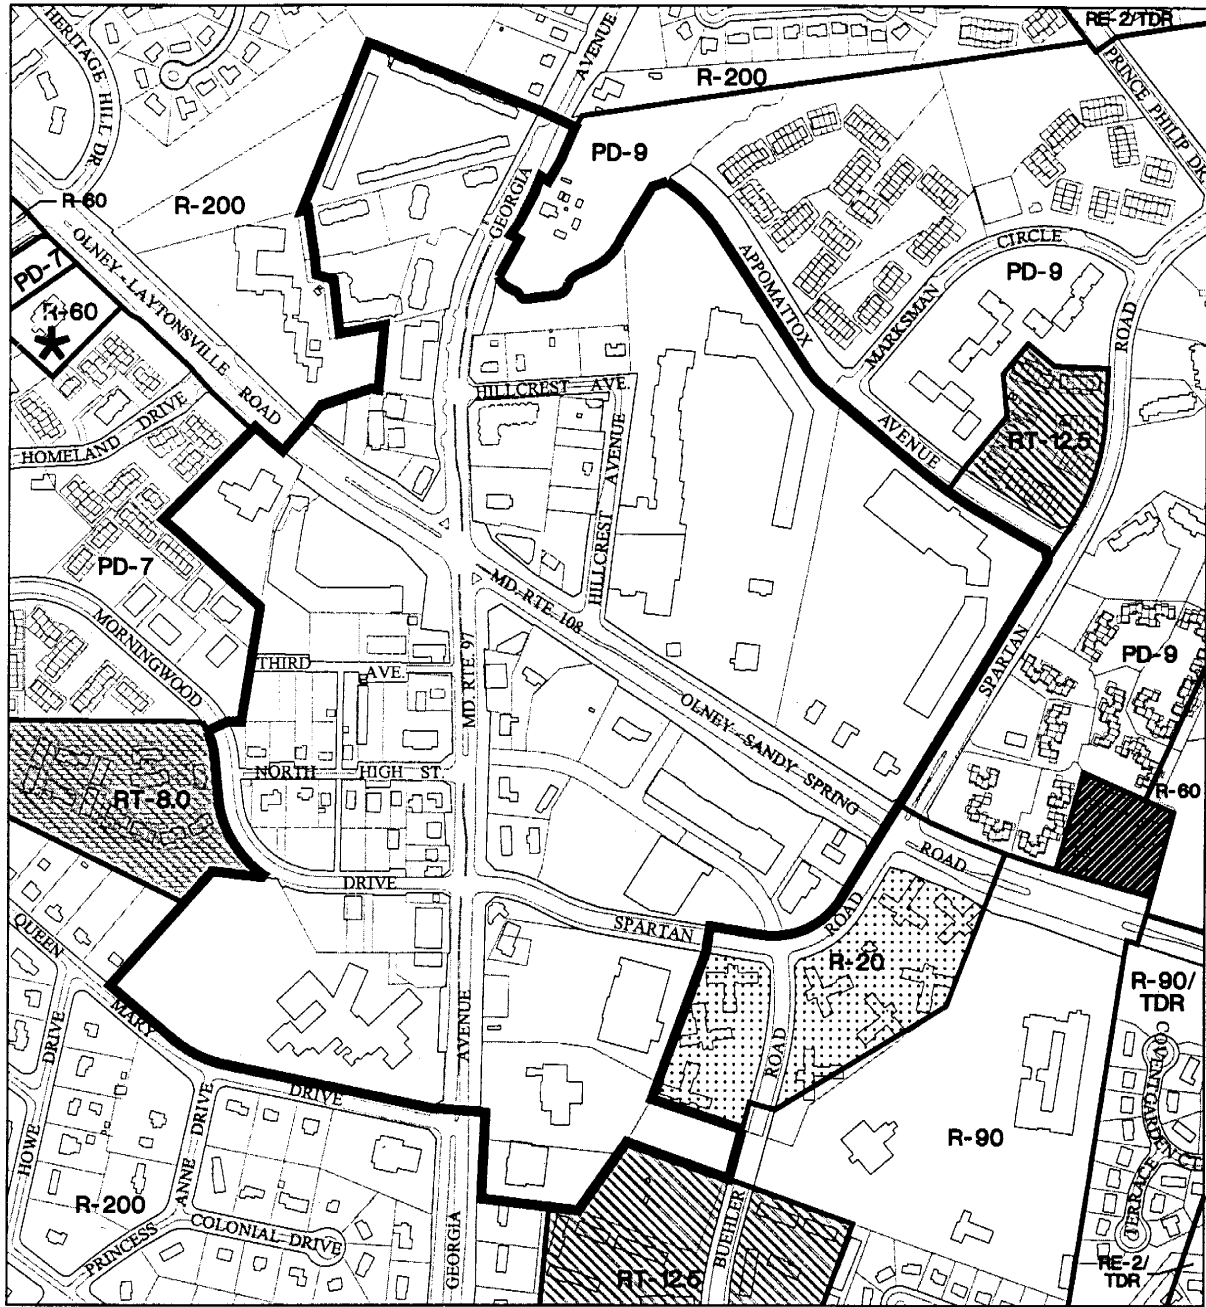 RE-2/TDR
HERITAGE HILL DR.
AVENUE
R-200
PRINCE PHILIP DR.
PD-9
GEORGIA
R-60
R-200
OLNEY - LAYTONSVILLE ROAD
PD-7
R-60
APPOMATTOX
AVENUE
MARKSMAN
CIRCLE
PD-9
ROAD
HILLCREST AVE.
HILLCREST AVENUE
HOMELAND DRIVE
RT-12.5
PD-7
MORNINGWOOD
MD. RTE. 108
THIRD
AVE.
MD. RTE. 97
SPARTAN
PD-9
OLNEY - SANDY SPRING
ROAD
NORTH
HIGH ST.
RT-8.0
R-60
DRIVE
SPARTAN
ROAD
R-20
QUEEN
MARY
DRIVE
AVENUE
ROAD
R-90/
TDR
COVENTGARDEN CT
TERRACE
HOWE
DRIVE
ANNE
DRIVE
R-200
PRINCESS
COLONIAL DRIVE
GEORGIA
R-90
BUEHLER
RT-12.5
RE-2/
TDR